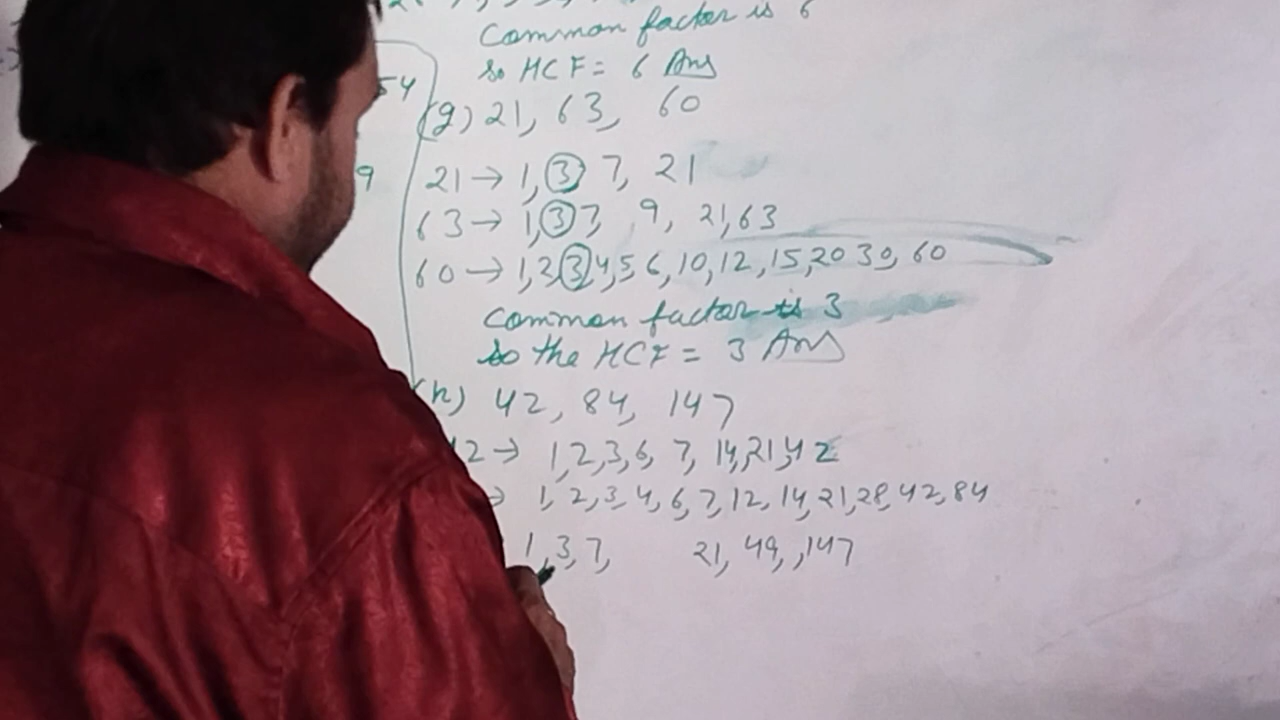 Common factor is 6
so HCF = 6 Ans
54
(g) 21, 63, 60
9
21 → 1, 3 7, 21
63 → 1, 3 7, 9, 21, 63
60 → 1, 2 3 4, 5 6, 10, 12, 15, 20 30, 60
Common factor is 3
so the HCF = 3 Ans
(h) 42, 84, 147
42 → 1, 2, 3, 6, 7, 14, 21, 42
→ 1, 2, 3, 4, 6, 7, 12, 14, 21, 28, 42, 84
1, 3, 7, 21, 49, , 147